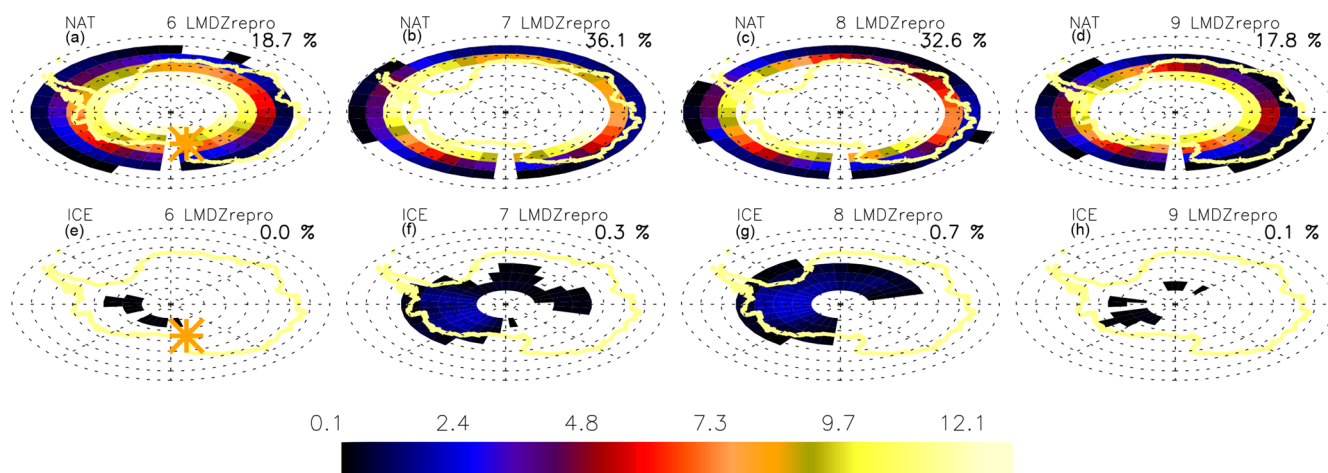 NAT 6 LMDZrepro
(a) 18.7 %
NAT 7 LMDZrepro
(b) 36.1 %
NAT 8 LMDZrepro
(c) 32.6 %
NAT 9 LMDZrepro
(d) 17.8 %
ICE 6 LMDZrepro
(e) 0.0 %
ICE 7 LMDZrepro
(f) 0.3 %
ICE 8 LMDZrepro
(g) 0.7 %
ICE 9 LMDZrepro
(h) 0.1 %
0.1 2.4 4.8 7.3 9.7 12.1